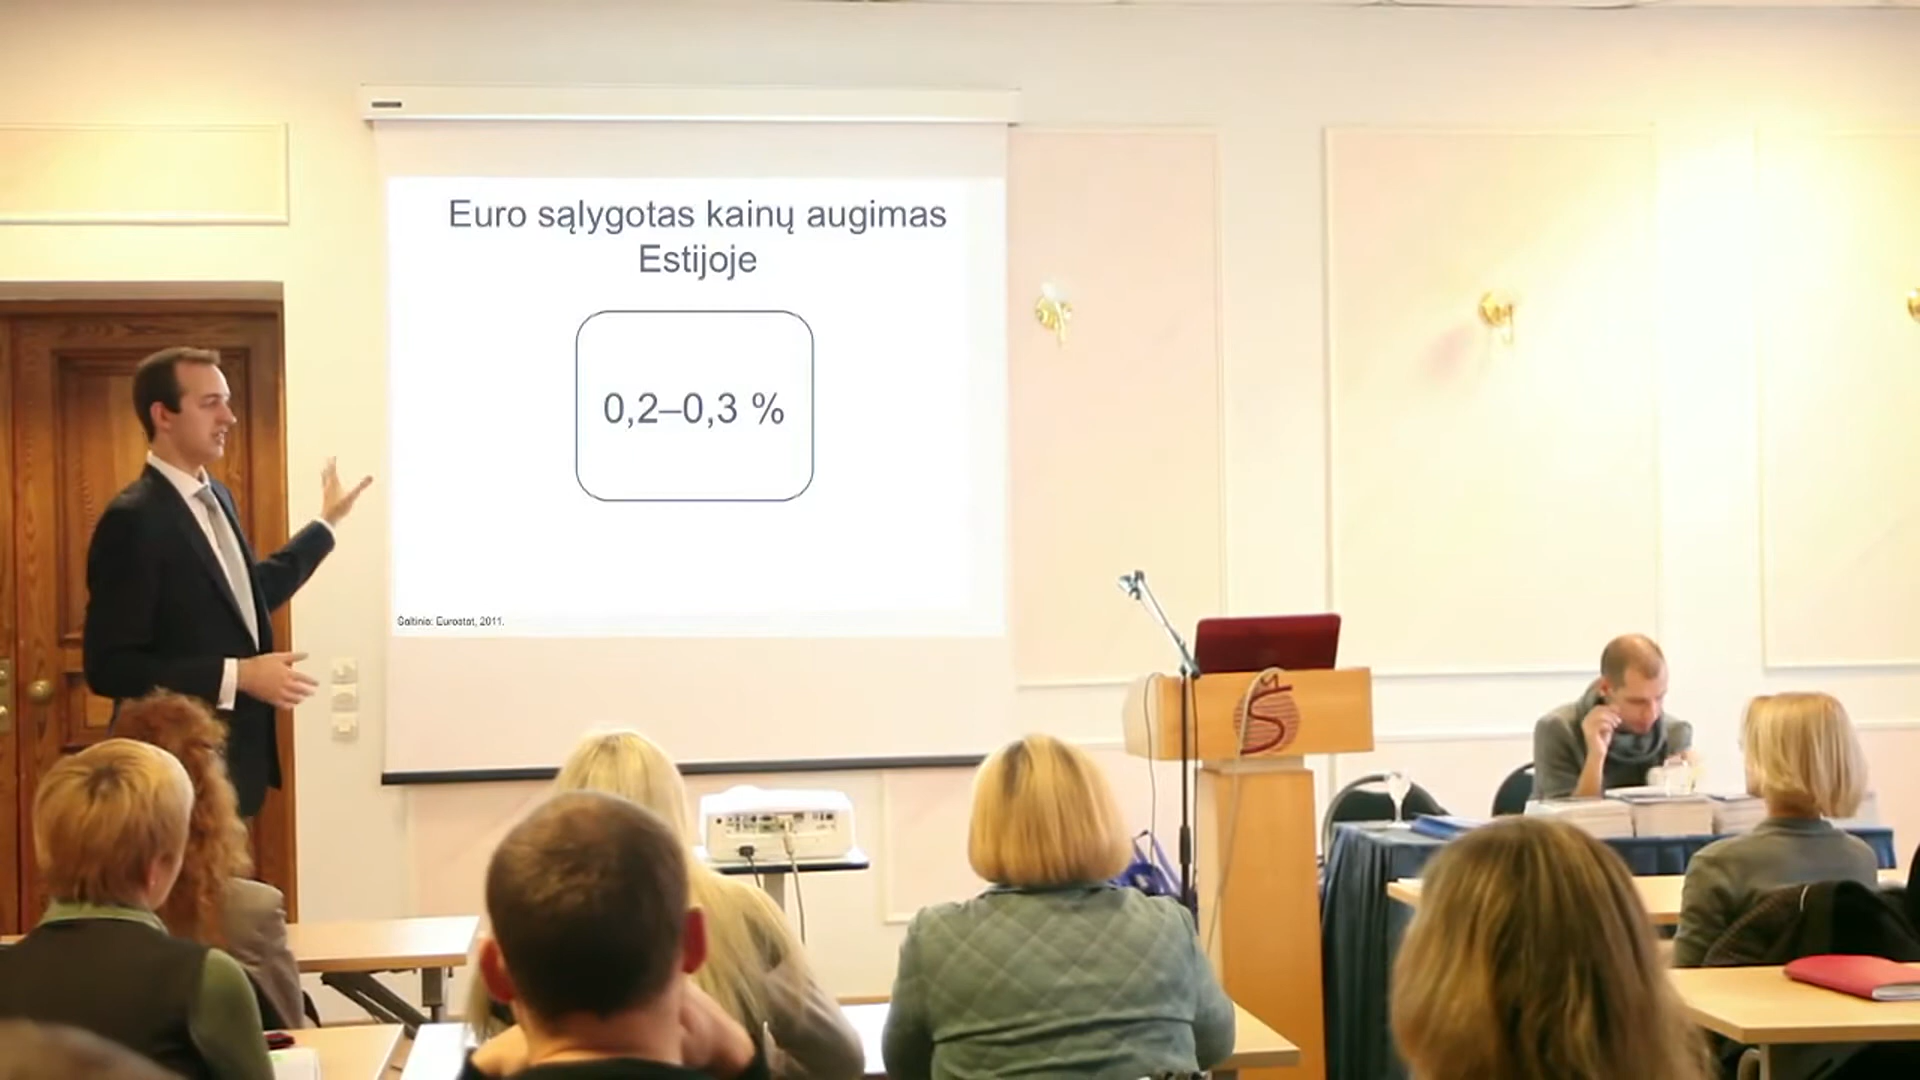 Euro sąlygotas kainų augimas
Estijoje
0,2–0,3 %
Šaltinis: Eurostat, 2011.